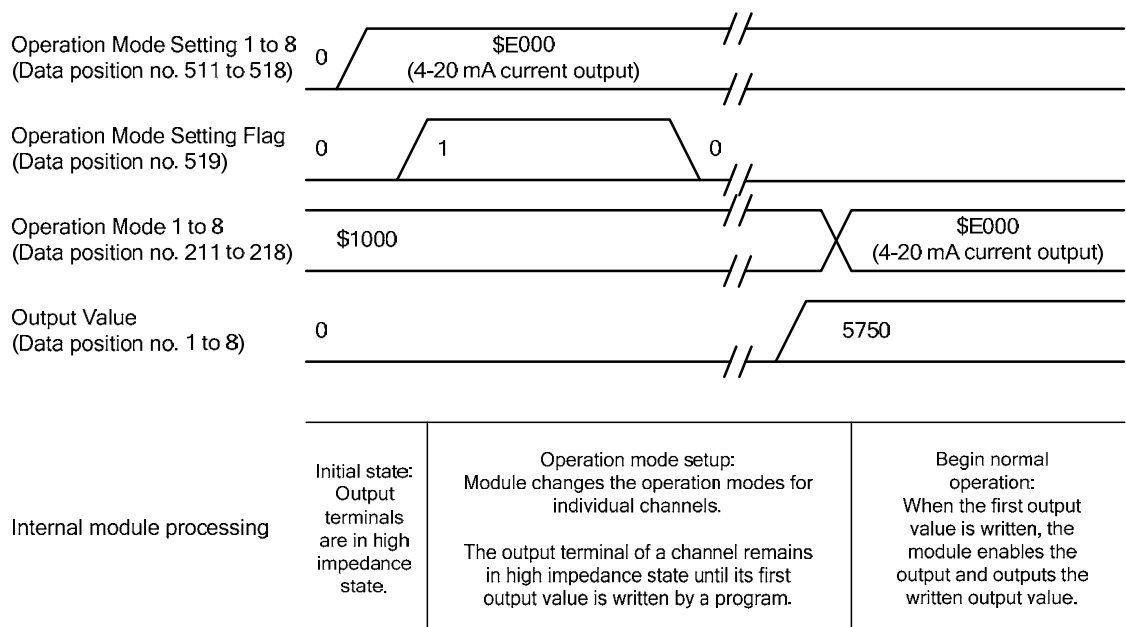 Operation Mode Setting 1 to 8
(Data position no. 511 to 518)
0
$E000
(4-20 mA current output)
Operation Mode Setting Flag
(Data position no. 519)
0
1
0
Operation Mode 1 to 8
(Data position no. 211 to 218)
$1000
$E000
(4-20 mA current output)
Output Value
(Data position no. 1 to 8)
0
5750
Internal module processing
Initial state:
Output
terminals
are in high
impedance
state.
Operation mode setup:
Module changes the operation modes for
individual channels.
The output terminal of a channel remains
in high impedance state until its first
output value is written by a program.
Begin normal
operation:
When the first output
value is written, the
module enables the
output and outputs the
written output value.